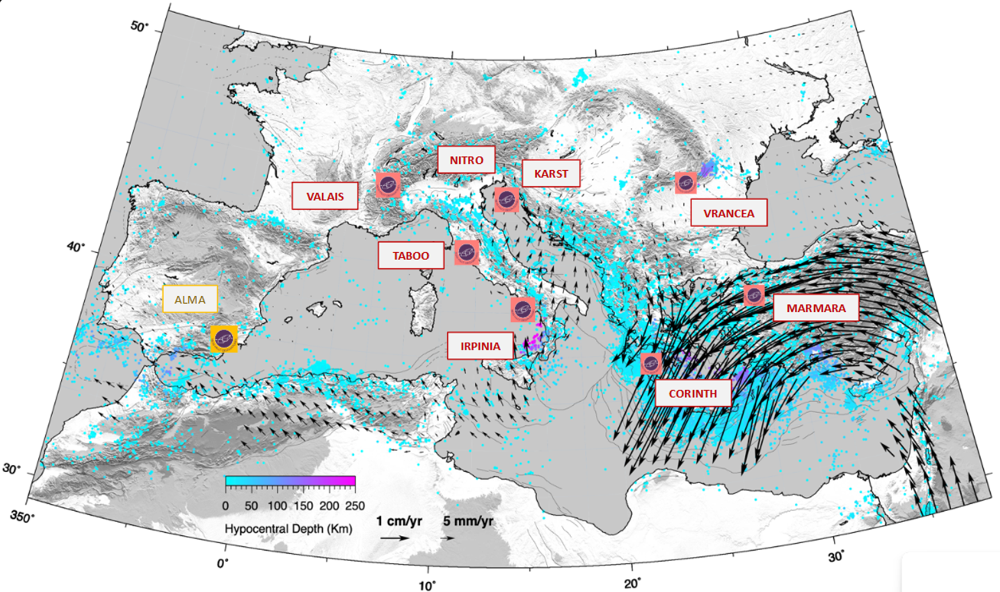 50°
NITRO
KARST
VALAIS
VRANCEA
40°
TABOO
ALMA
MARMARA
IRPINIA
CORINTH
30°
0 50 100 150 200 250
Hypocentral Depth (Km)
1 cm/yr 5 mm/yr
350°
0°
10°
20°
30°